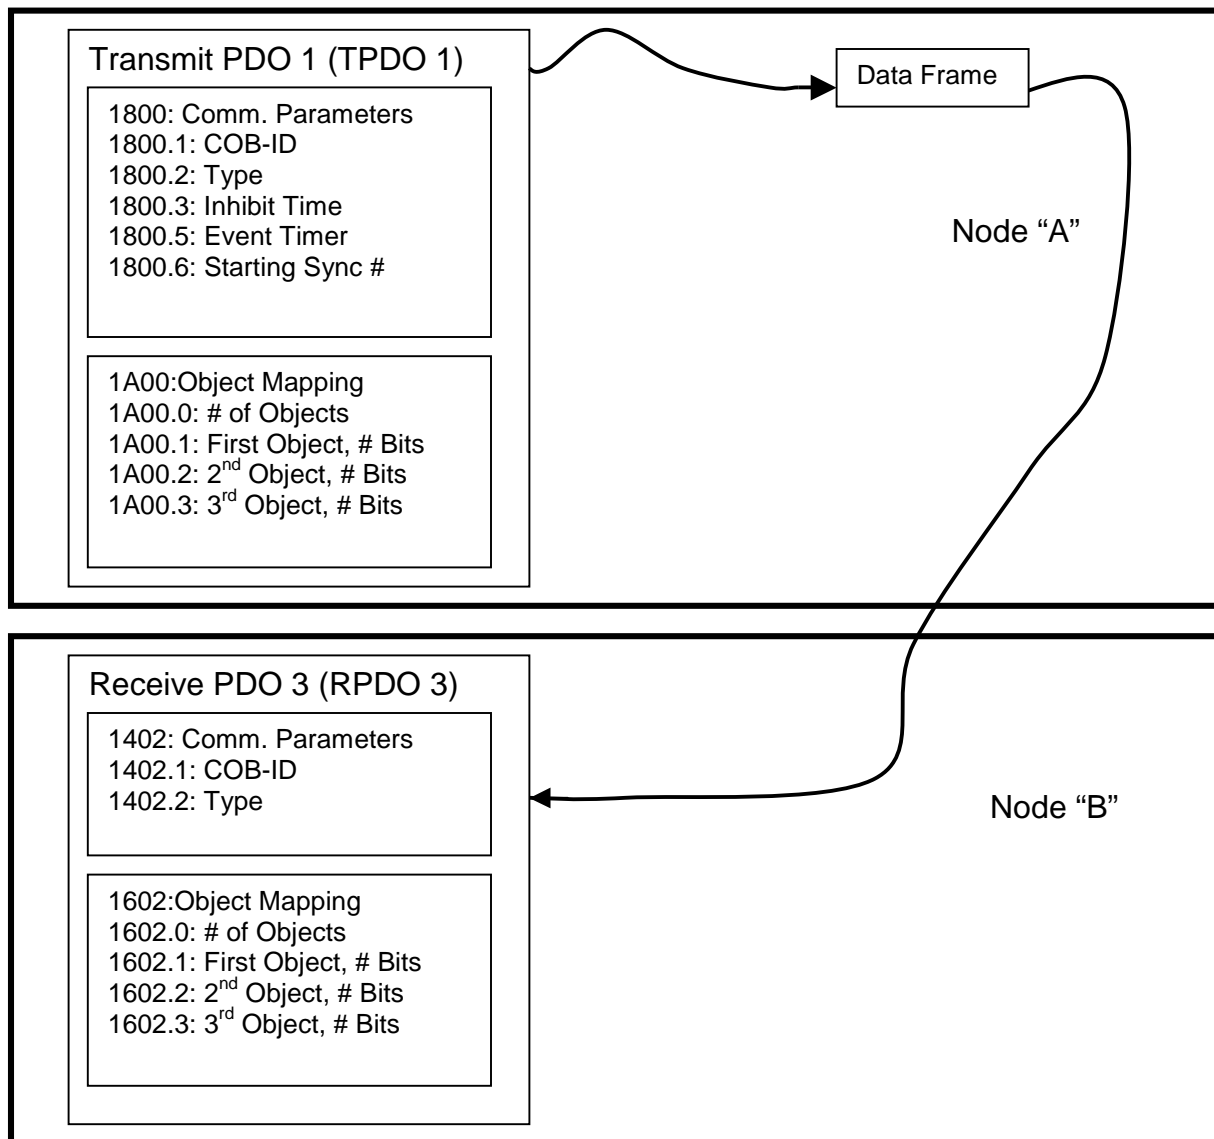 Transmit PDO 1 (TPDO 1)
1800: Comm. Parameters
1800.1: COB-ID
1800.2: Type
1800.3: Inhibit Time
1800.5: Event Timer
1800.6: Starting Sync #
1A00:Object Mapping
1A00.0: # of Objects
1A00.1: First Object, # Bits
1A00.2: 2nd Object, # Bits
1A00.3: 3rd Object, # Bits
Data Frame
Node “A”
Receive PDO 3 (RPDO 3)
1402: Comm. Parameters
1402.1: COB-ID
1402.2: Type
1602:Object Mapping
1602.0: # of Objects
1602.1: First Object, # Bits
1602.2: 2nd Object, # Bits
1602.3: 3rd Object, # Bits
Node “B”